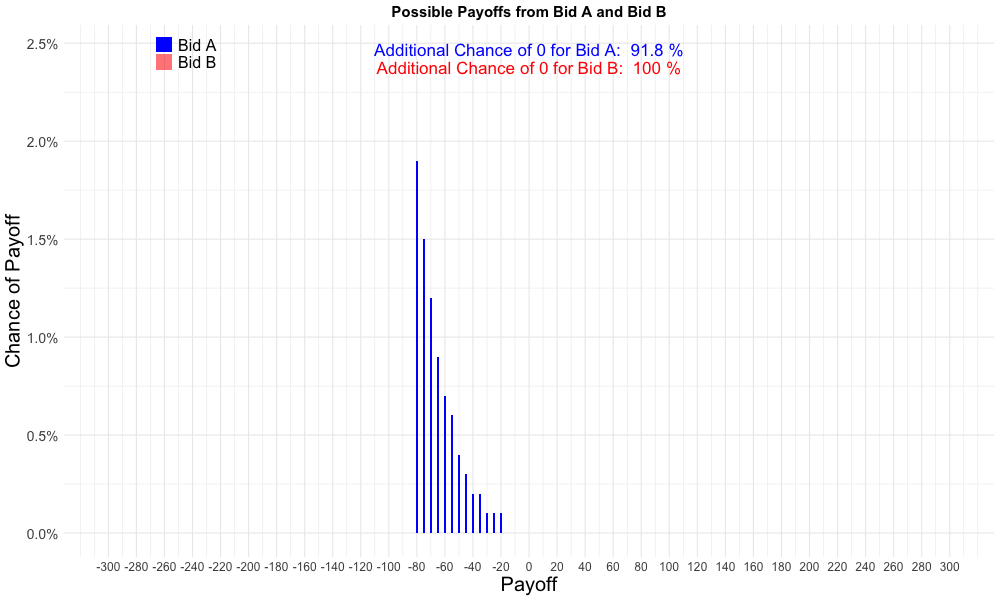 Possible Payoffs from Bid A and Bid B
Bid A
Bid B
Additional Chance of 0 for Bid A:  91.8 %
Additional Chance of 0 for Bid B:  100 %
Chance of Payoff
2.5%
2.0%
1.5%
1.0%
0.5%
0.0%
-300 -280 -260 -240 -220 -200 -180 -160 -140 -120 -100 -80 -60 -40 -20 0 20 40 60 80 100 120 140 160 180 200 220 240 260 280 300
Payoff